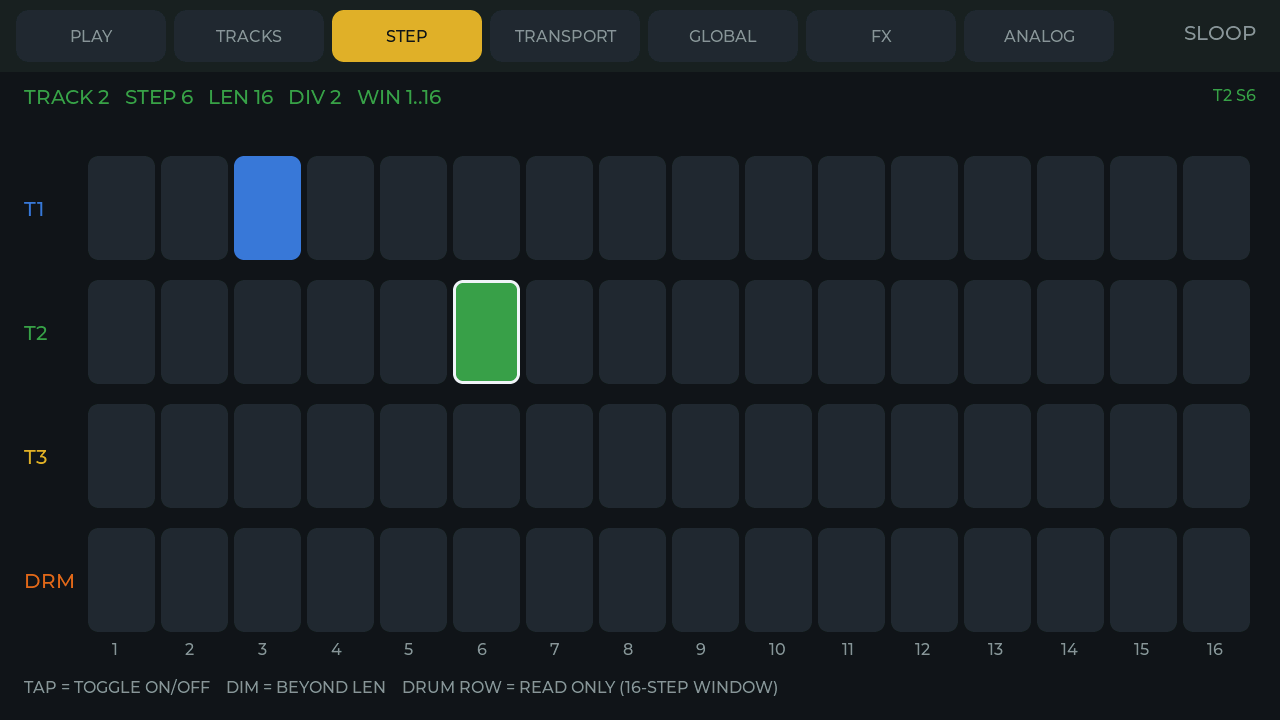 PLAY TRACKS STEP TRANSPORT GLOBAL FX ANALOG SLOOP
TRACK 2 STEP 6 LEN 16 DIV 2 WIN 1..16 T2 S6
T1
T2
T3
DRM
1 2 3 4 5 6 7 8 9 10 11 12 13 14 15 16
TAP = TOGGLE ON/OFF DIM = BEYOND LEN DRUM ROW = READ ONLY (16-STEP WINDOW)